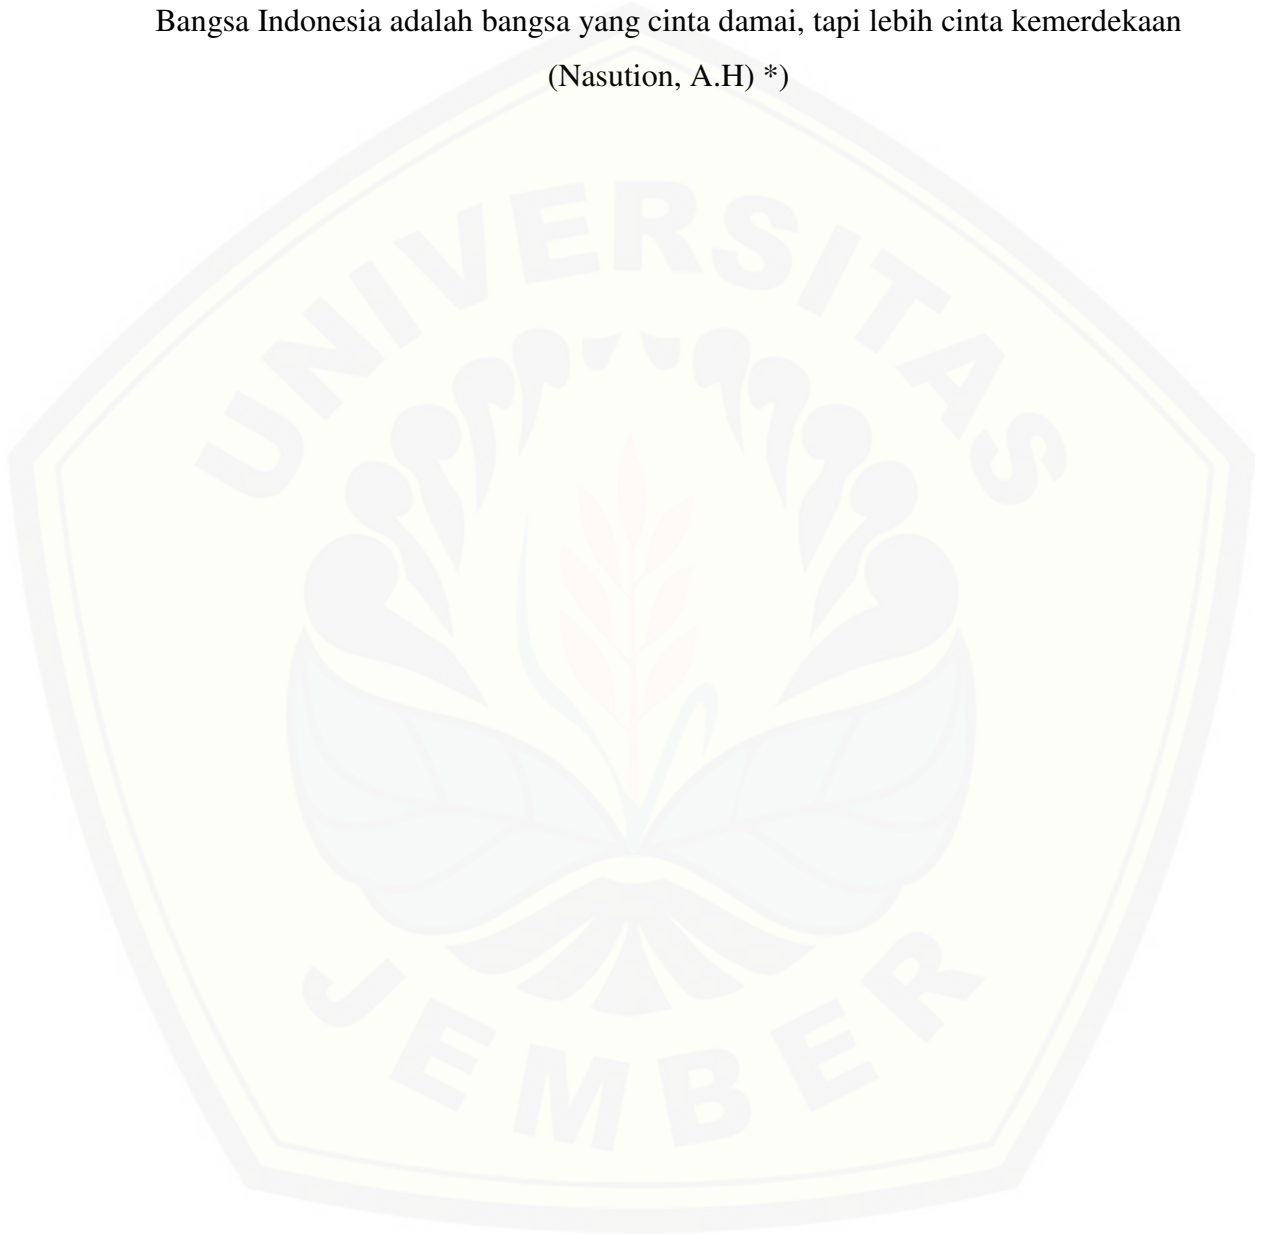 Bangsa Indonesia adalah bangsa yang cinta damai, tapi lebih cinta kemerdekaan
(Nasution, A.H) *)
UNIVERSITAS
JEMBER